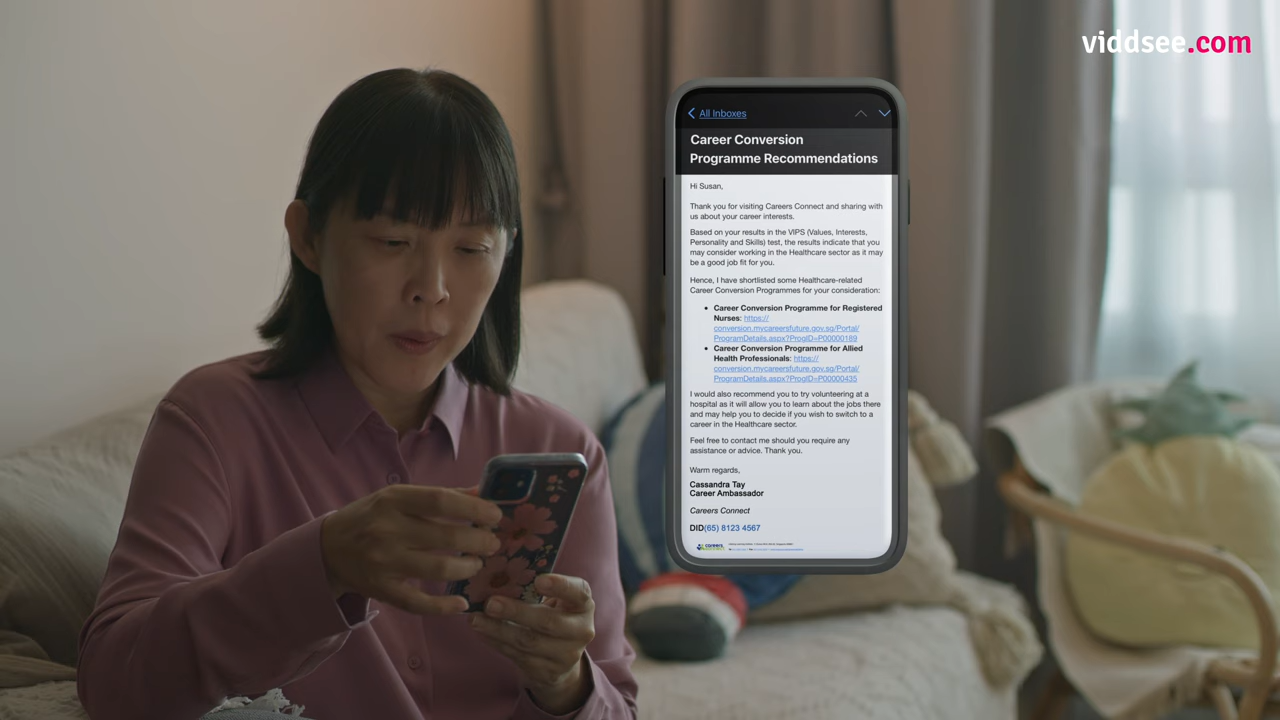 viddsee.com
All Inboxes
Career Conversion
Programme Recommendations
Hi Susan,
Thank you for visiting Careers Connect and sharing with
us about your career interests.
Based on your results in the VIPS (Values, Interests,
Personality and Skills) test, the results indicate that you
may consider working in the Healthcare sector as it may
be a good job fit for you.
Hence, I have shortlisted some Healthcare-related
Career Conversion Programmes for your consideration:
• Career Conversion Programme for Registered
Nurses: https://
conversion.mycareersfuture.gov.sg/Portal/
ProgramDetails.aspx?ProgID=P00000189
• Career Conversion Programme for Allied
Health Professionals: https://
conversion.mycareersfuture.gov.sg/Portal/
ProgramDetails.aspx?ProgID=P00000435
I would also recommend you to try volunteering at a
hospital as it will allow you to learn about the jobs there
and may help you to decide if you wish to switch to a
career in the Healthcare sector.
Feel free to contact me should you require any
assistance or advice. Thank you.
Warm regards,
Cassandra Tay
Career Ambassador
Careers Connect
DID(65) 8123 4567
careers
connect